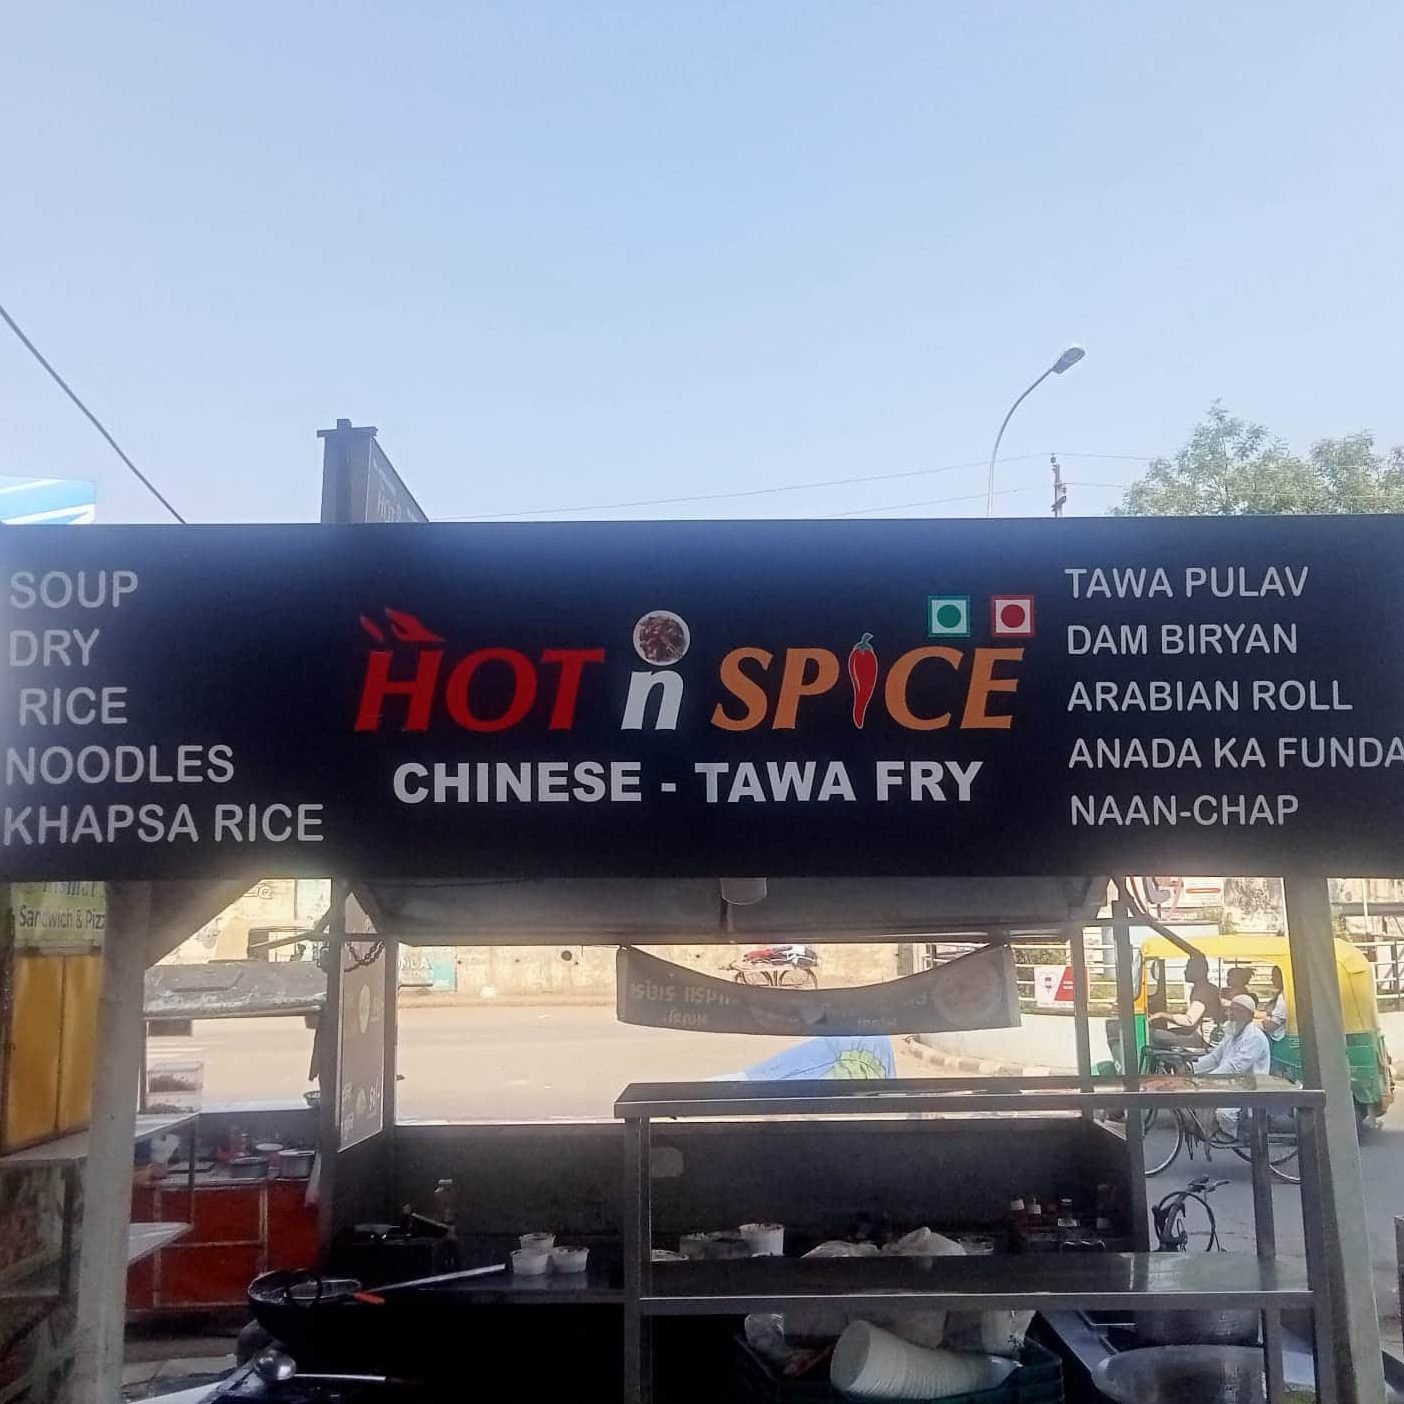 SOUP
DRY
RICE
NOODLES
KHAPSA RICE
HOT n SPICE
CHINESE - TAWA FRY
TAWA PULAV
DAM BIRYAN
ARABIAN ROLL
ANADA KA FUNDA
NAAN-CHAP
Sandwich &